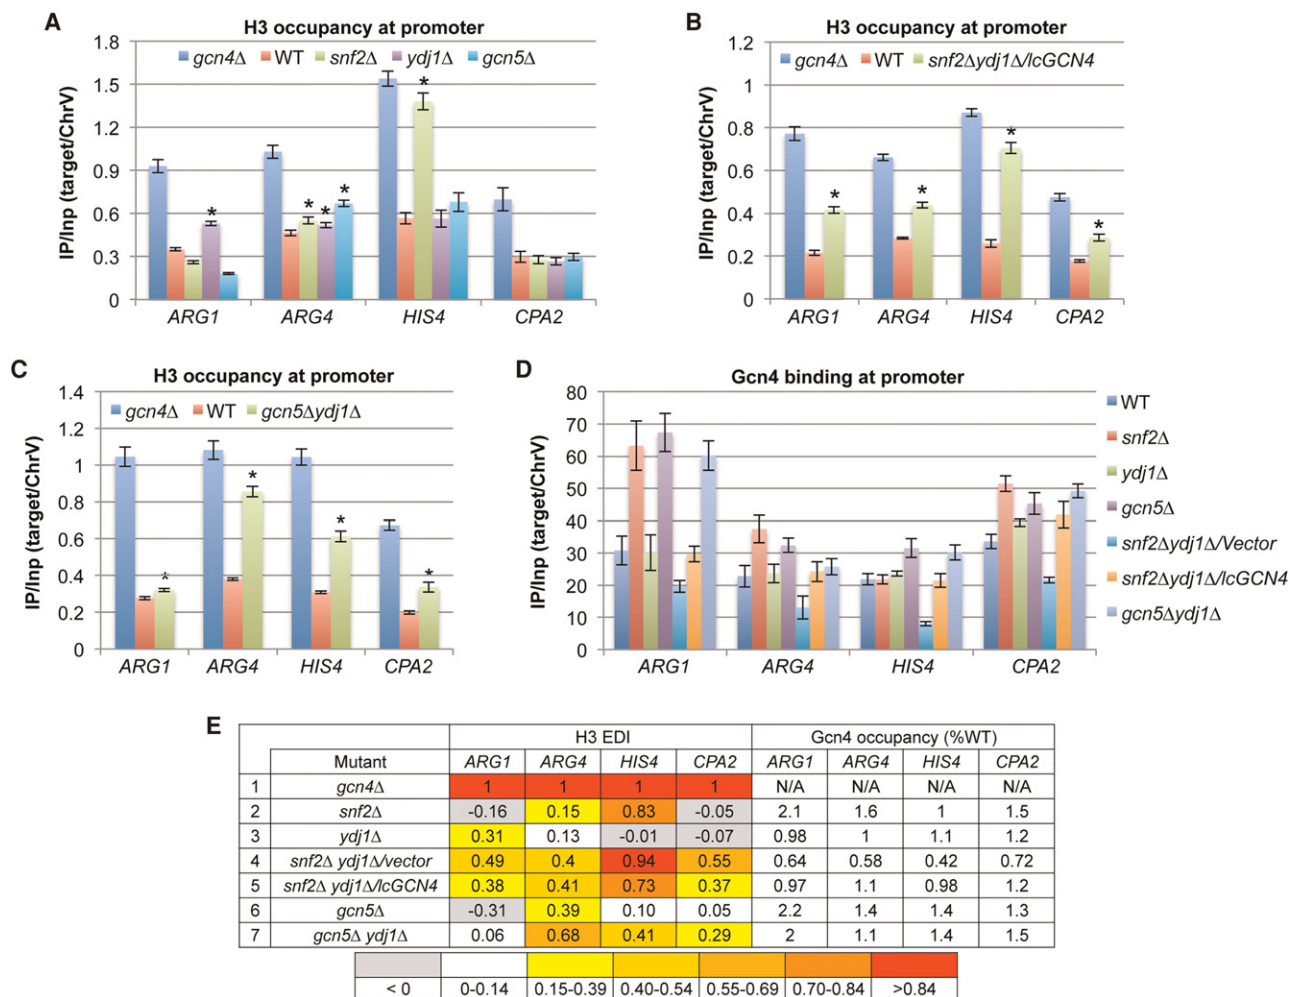 A
H3 occupancy at promoter
gcn4Δ WT snf2Δ ydj1Δ gcn5Δ
IP/Inp (target/ChrV)
1.8
1.5
1.2
0.9
0.6
0.3
0
* * * *
ARG1 ARG4 HIS4 CPA2
B
H3 occupancy at promoter
gcn4Δ WT snf2Δydj1Δ/lcGCN4
IP/Inp (target/ChrV)
1.2
1
0.8
0.6
0.4
0.2
0
* * * *
ARG1 ARG4 HIS4 CPA2
C
H3 occupancy at promoter
gcn4Δ WT gcn5Δydj1Δ
IP/Inp (target/ChrV)
1.4
1.2
1
0.8
0.6
0.4
0.2
0
* * * *
ARG1 ARG4 HIS4 CPA2
D
Gcn4 binding at promoter
IP/Inp (target/ChrV)
80
70
60
50
40
30
20
10
0
ARG1 ARG4 HIS4 CPA2
WT
snf2Δ
ydj1Δ
gcn5Δ
snf2Δydj1Δ/Vector
snf2Δydj1Δ/lcGCN4
gcn5Δydj1Δ
E
H3 EDI Gcn4 occupancy (%WT)
Mutant ARG1 ARG4 HIS4 CPA2 ARG1 ARG4 HIS4 CPA2
1 gcn4Δ 1 1 1 1 N/A N/A N/A N/A
2 snf2Δ -0.16 0.15 0.83 -0.05 2.1 1.6 1 1.5
3 ydj1Δ 0.31 0.13 -0.01 -0.07 0.98 1 1.1 1.2
4 snf2Δ ydj1Δ/vector 0.49 0.4 0.94 0.55 0.64 0.58 0.42 0.72
5 snf2Δ ydj1Δ/lcGCN4 0.38 0.41 0.73 0.37 0.97 1.1 0.98 1.2
6 gcn5Δ -0.31 0.39 0.10 0.05 2.2 1.4 1.4 1.3
7 gcn5Δ ydj1Δ 0.06 0.68 0.41 0.29 2 1.1 1.4 1.5
< 0 0-0.14 0.15-0.39 0.40-0.54 0.55-0.69 0.70-0.84 >0.84